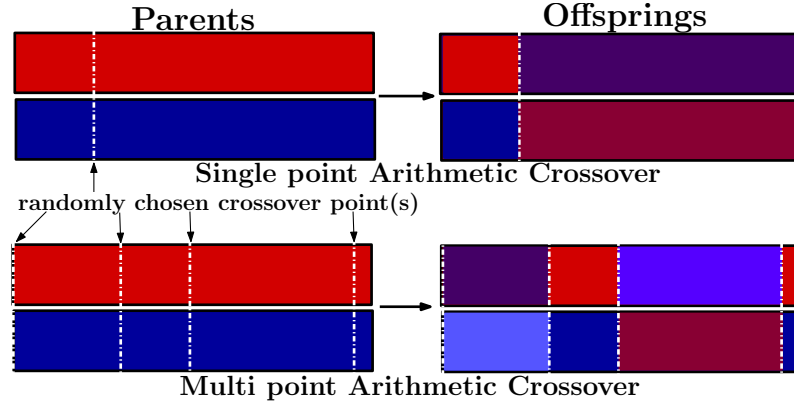 Parents
Offsprings
Single point Arithmetic Crossover
randomly chosen crossover point(s)
Multi point Arithmetic Crossover